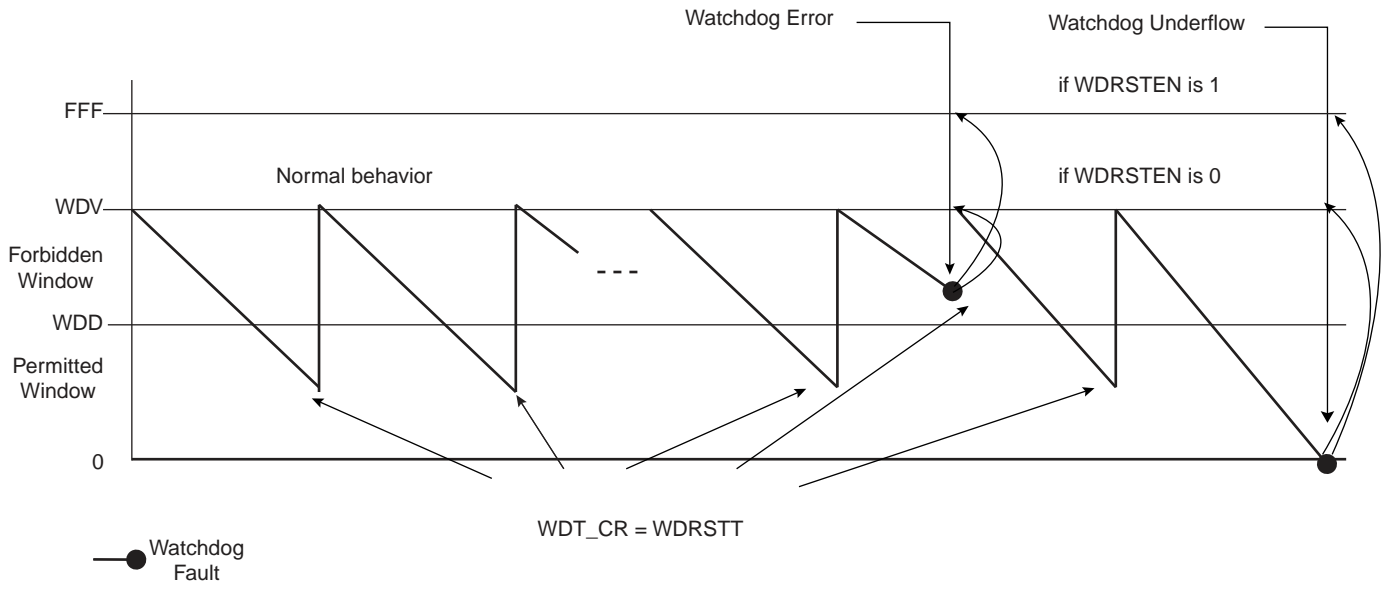 Watchdog Error
Watchdog Underflow
if WDRSTEN is 1
FFF
Normal behavior
if WDRSTEN is 0
WDV
Forbidden
Window
WDD
Permitted
Window
0
WDT_CR = WDRSTT
Watchdog
Fault